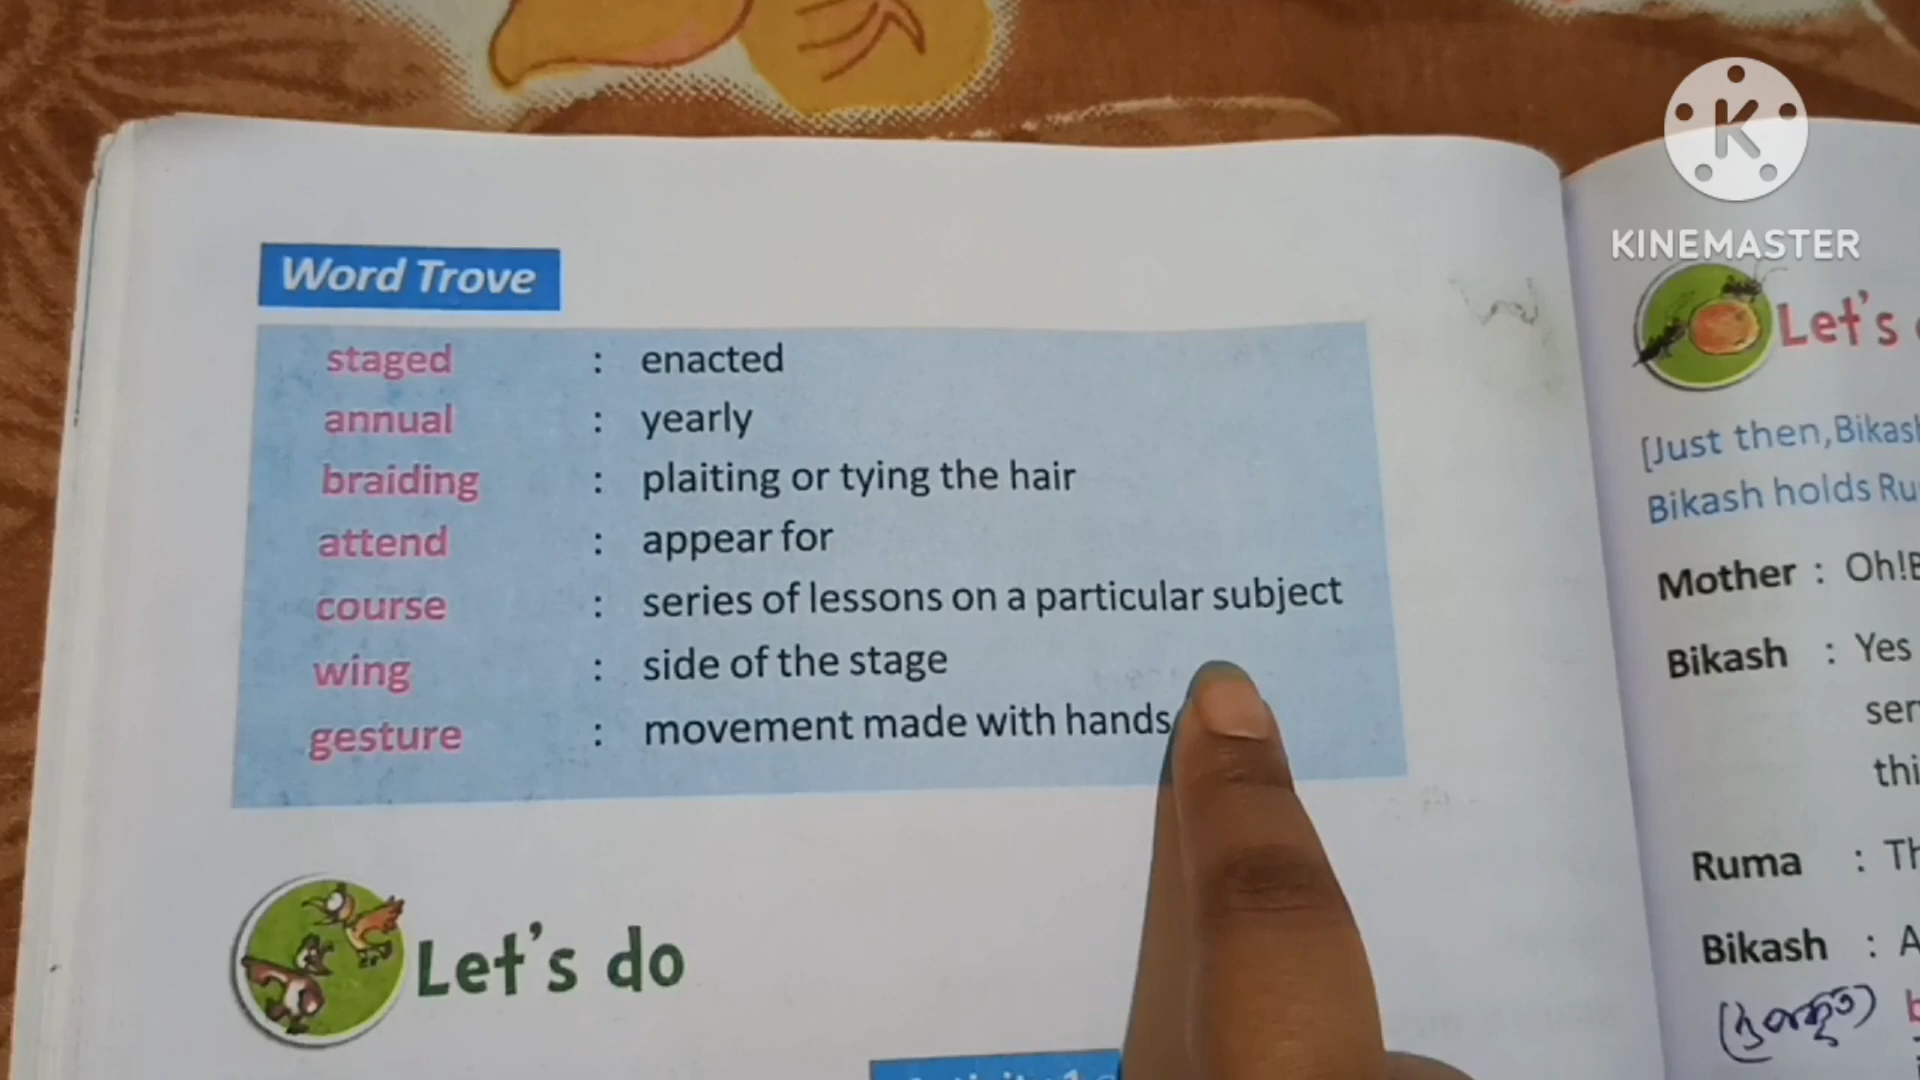 KINEMASTER
Word Trove
staged : enacted
annual : yearly
braiding : plaiting or tying the hair
attend : appear for
course : series of lessons on a particular subject
wing : side of the stage
gesture : movement made with hands
Let's do
Let's
[Just then, Bikash
Bikash holds
Mother : Oh!
Bikash : Yes
Ruma :
Bikash : A